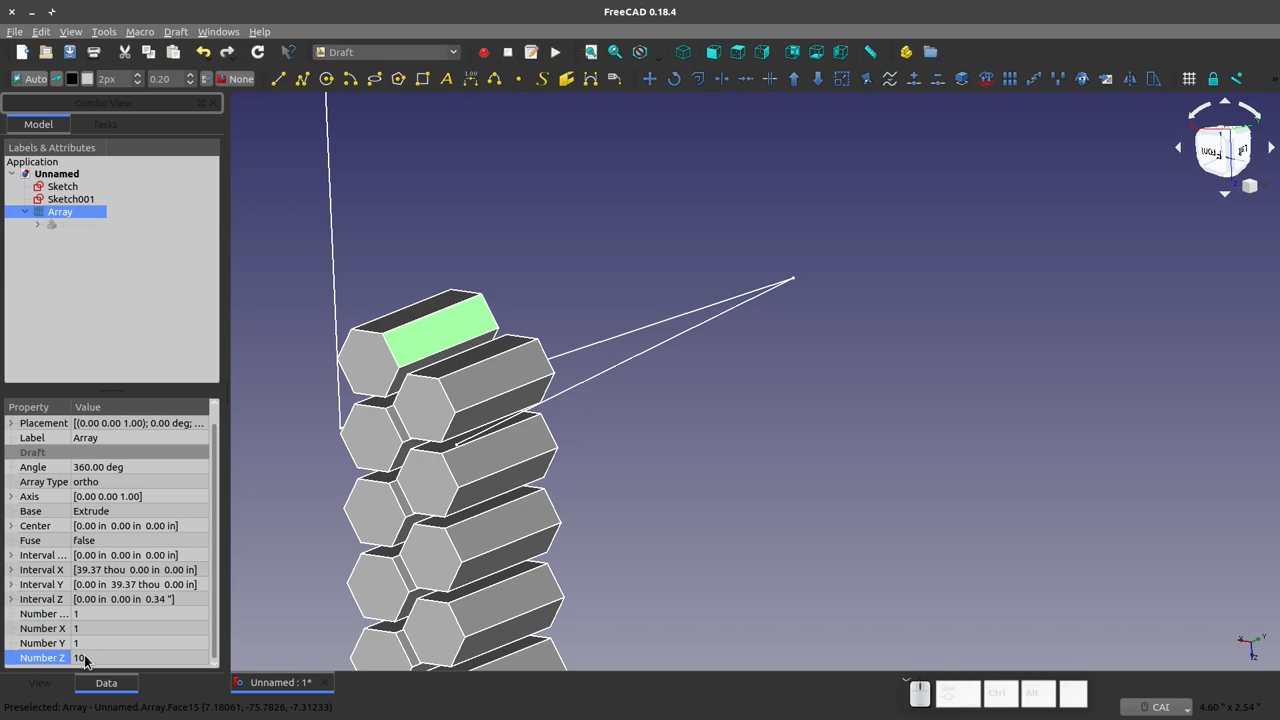 FreeCAD 0.18.4
File Edit View Tools Macro Draft Windows Help
Draft
Auto 2px 0.20 None
Combo View
Model Tasks
Labels & Attributes
Application
Unnamed
Sketch
Sketch001
Array
Property Value
Placement [(0.00 0.00 1.00); 0.00 deg; ...
Label Array
Draft
Angle 360.00 deg
Array Type ortho
Axis [0.00 0.00 1.00]
Base Extrude
Center [0.00 in 0.00 in 0.00 in]
Fuse false
Interval ... [0.00 in 0.00 in 0.00 in]
Interval X [39.37 thou 0.00 in 0.00 in]
Interval Y [0.00 in 39.37 thou 0.00 in]
Interval Z [0.00 in 0.00 in 0.34 "]
Number ... 1
Number X 1
Number Y 1
Number Z 10
View Data
Unnamed : 1*
Ctrl Alt
CAD 4.60 " x 2.54 "
Preselected: Array - Unnamed.Array.Face15 (7.18061, -75.7826, -7.31233)
Front
X Y Z